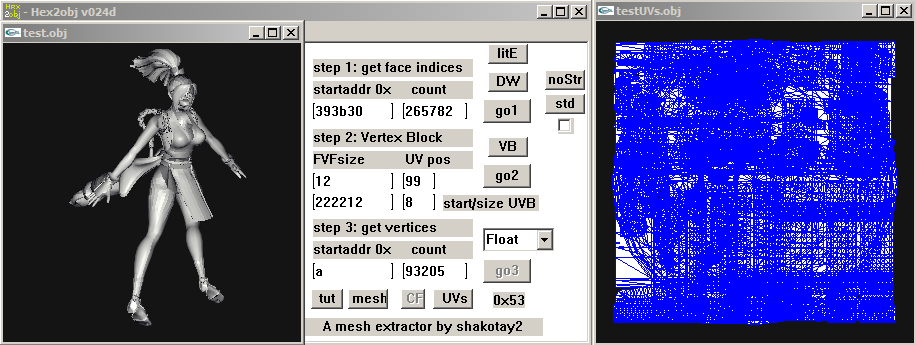 Hex2obj
- Hex2obj v024d
test.obj
testUVs.obj
litE
step 1: get face indices
DW
noStr
startaddr 0x count
393b30 265782
go1
std
step 2: Vertex Block
VB
FVFsize UV pos
12 99
go2
222212 8 start/size UVB
step 3: get vertices
Float
startaddr 0x count
a 93205
go3
tut mesh CF UVs 0x53
A mesh extractor by shakotay2